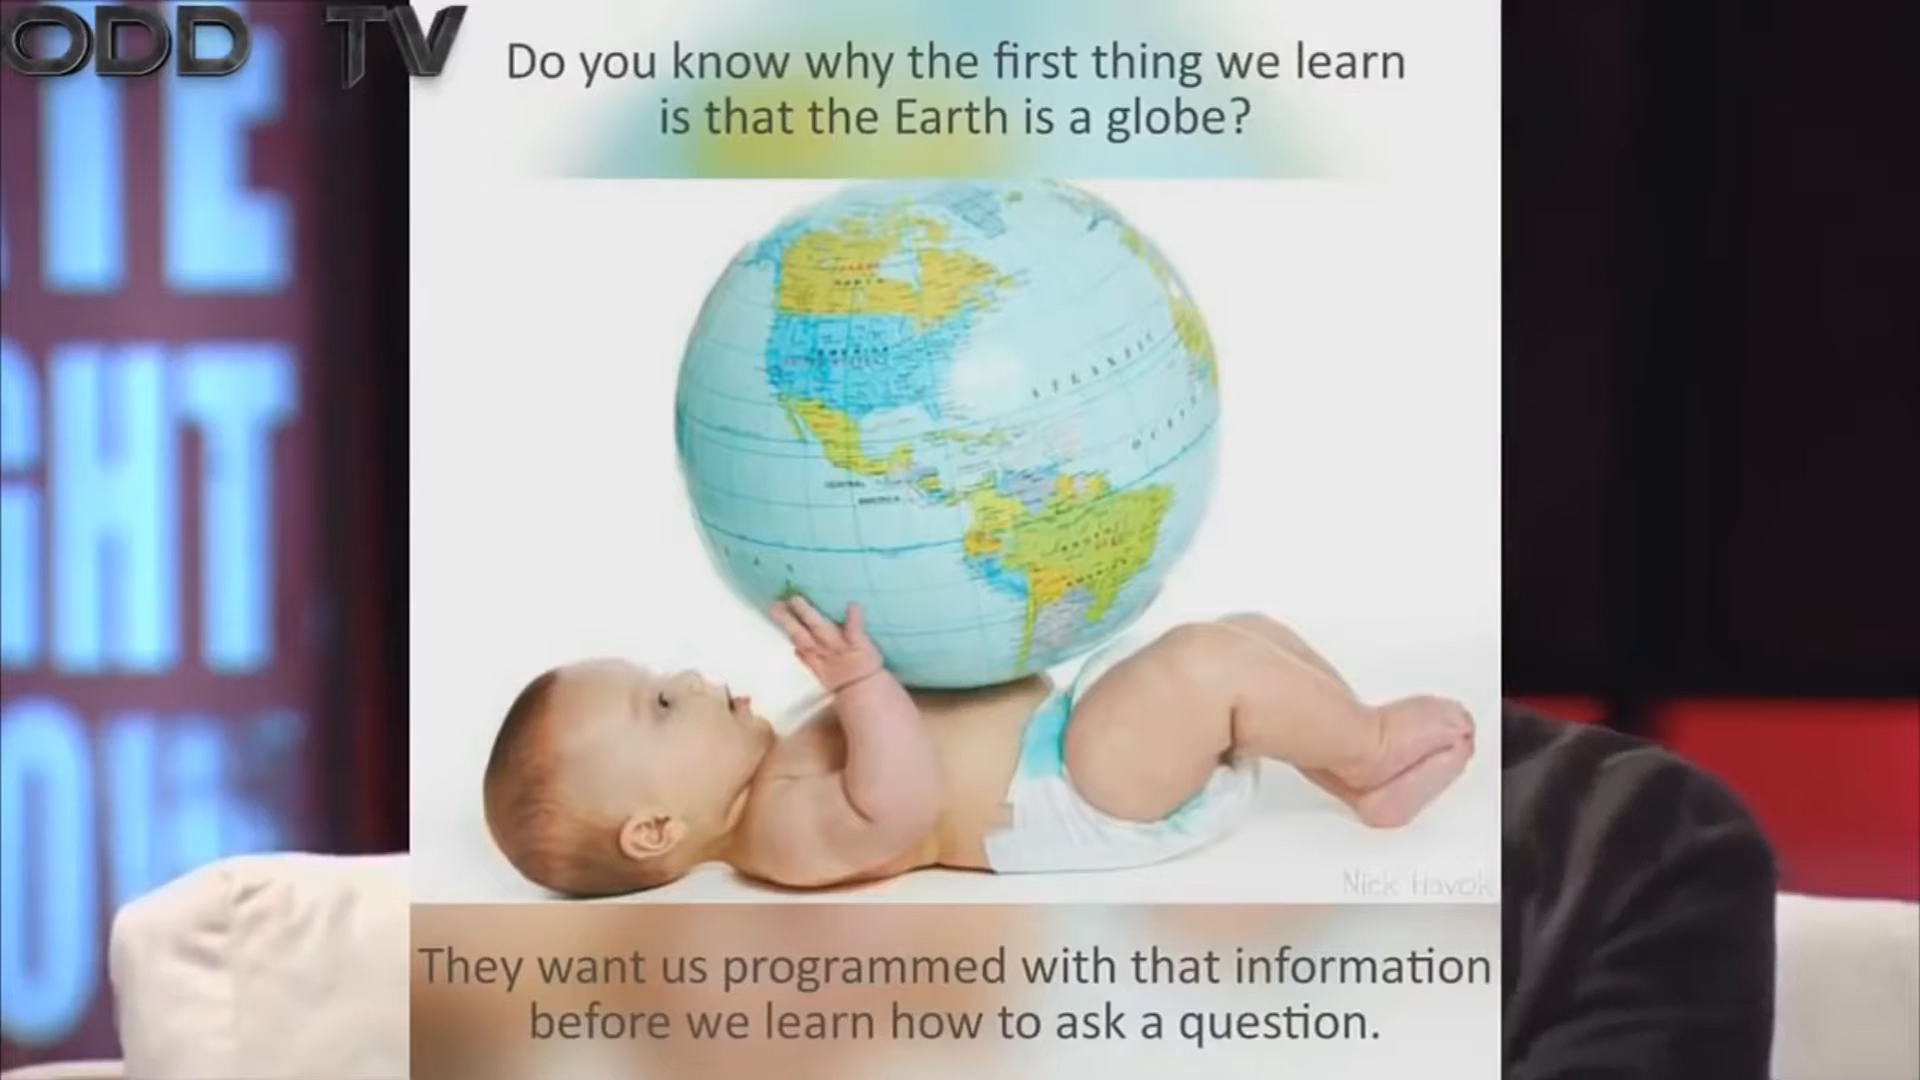 ODD TV
Do you know why the first thing we learn
is that the Earth is a globe?
ATLANTIC
Nick Havok
They want us programmed with that information
before we learn how to ask a question.